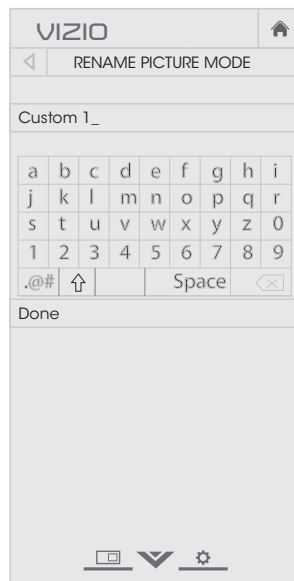 VIZIO
RENAME PICTURE MODE
Custom 1_
a b c d e f g h i
j k l m n o p q r
s t u v w x y z 0
1 2 3 4 5 6 7 8 9
.@# Space
Done